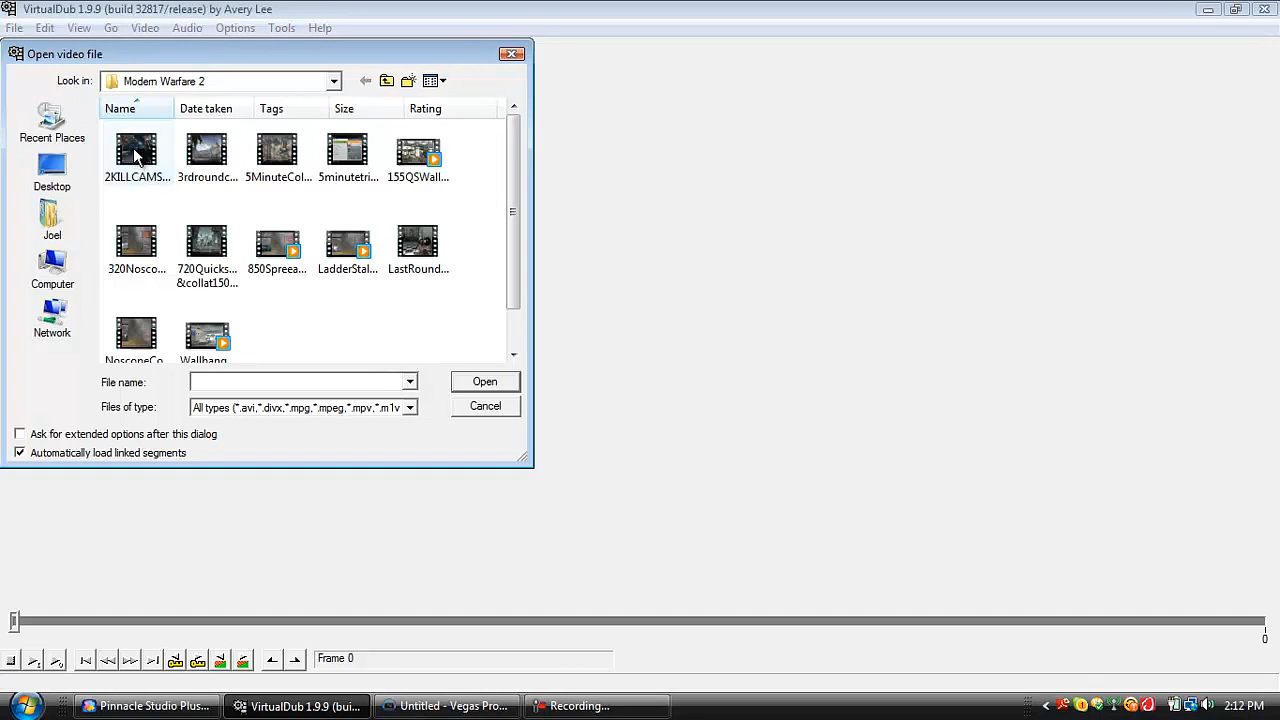 VirtualDub 1.9.9 (build 32817/release) by Avery Lee
File Edit View Go Video Audio Options Tools Help
Open video file
Look in: Modern Warfare 2
Name Date taken Tags Size Rating
Recent Places
Desktop
Joel
Computer
Network
2KILLCAMS... 3rdroundc... 5MinuteCol... 5minutetri... 155QSWall...
320Nosco... 720Quicks... 850Spreea... LadderStal... LastRoun...
&collat150...
NosconeCo Wallbang
File name: Open
Files of type: All types (*.avi,*.divx,*.mpg,*.mpeg,*.mpv,*.m1v Cancel
Ask for extended options after this dialog
Automatically load linked segments
0
Frame 0
Pinnacle Studio Plus... VirtualDub 1.9.9 (bui... Untitled - Vegas Pro... Recording... 2:12 PM